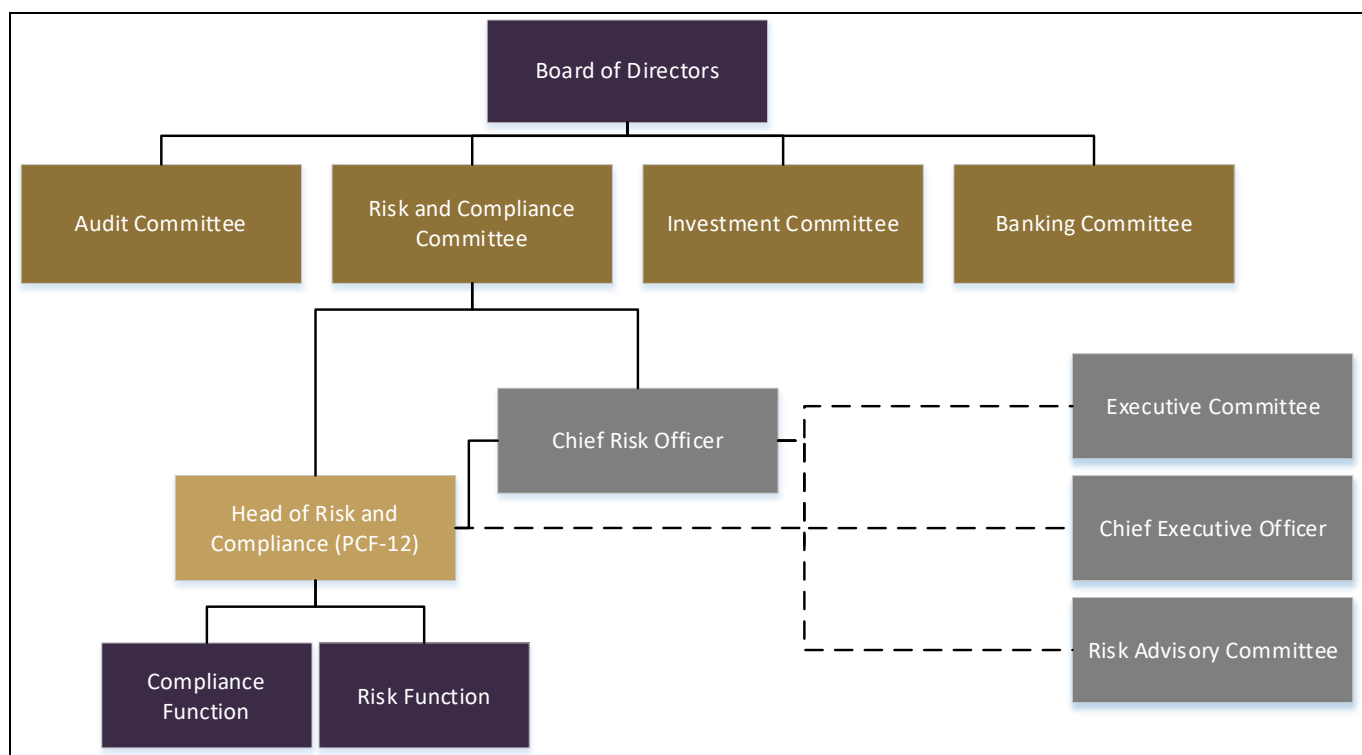 Board of Directors
Audit Committee
Risk and Compliance
Committee
Investment Committee
Banking Committee
Executive Committee
Chief Risk Officer
Head of Risk and
Compliance (PCF-12)
Chief Executive Officer
Compliance
Function
Risk Function
Risk Advisory Committee